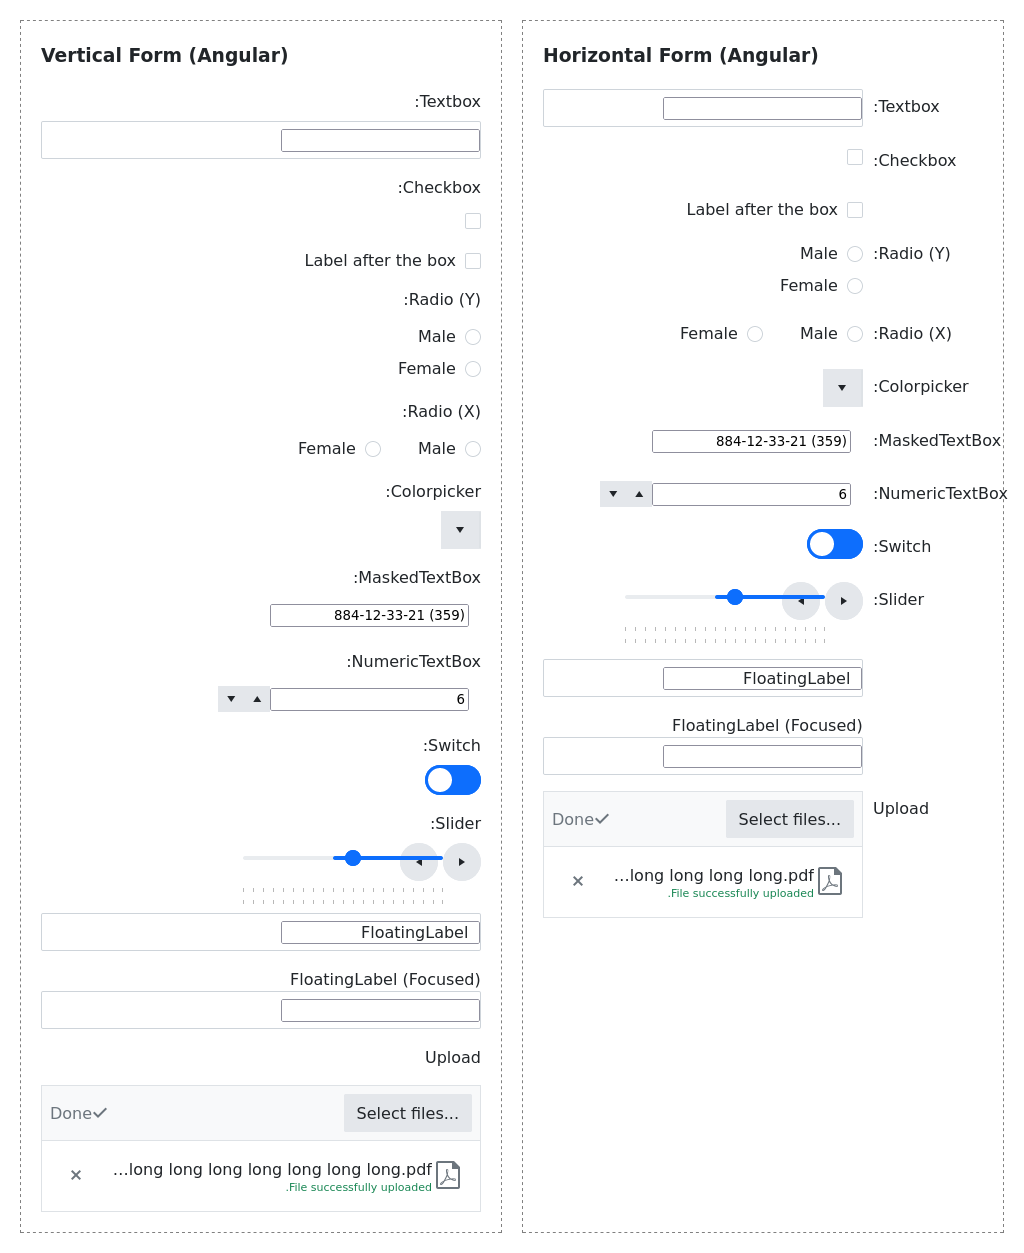 Vertical Form (Angular)
:Textbox
:Checkbox
Label after the box
:Radio (Y)
Male
Female
:Radio (X)
Female Male
:Colorpicker
:MaskedTextBox
884-12-33-21 (359)
:NumericTextBox
6
:Switch
:Slider
FloatingLabel
FloatingLabel (Focused)
Upload
Done Select files...
...long long long long long long long.pdf
.File successfully uploaded
Horizontal Form (Angular)
:Textbox
:Checkbox
Label after the box
Male :Radio (Y)
Female
Female Male :Radio (X)
:Colorpicker
884-12-33-21 (359) :MaskedTextBox
6 :NumericTextBox
:Switch
:Slider
FloatingLabel
FloatingLabel (Focused)
Upload
Done Select files...
...long long long long.pdf
.File successfully uploaded